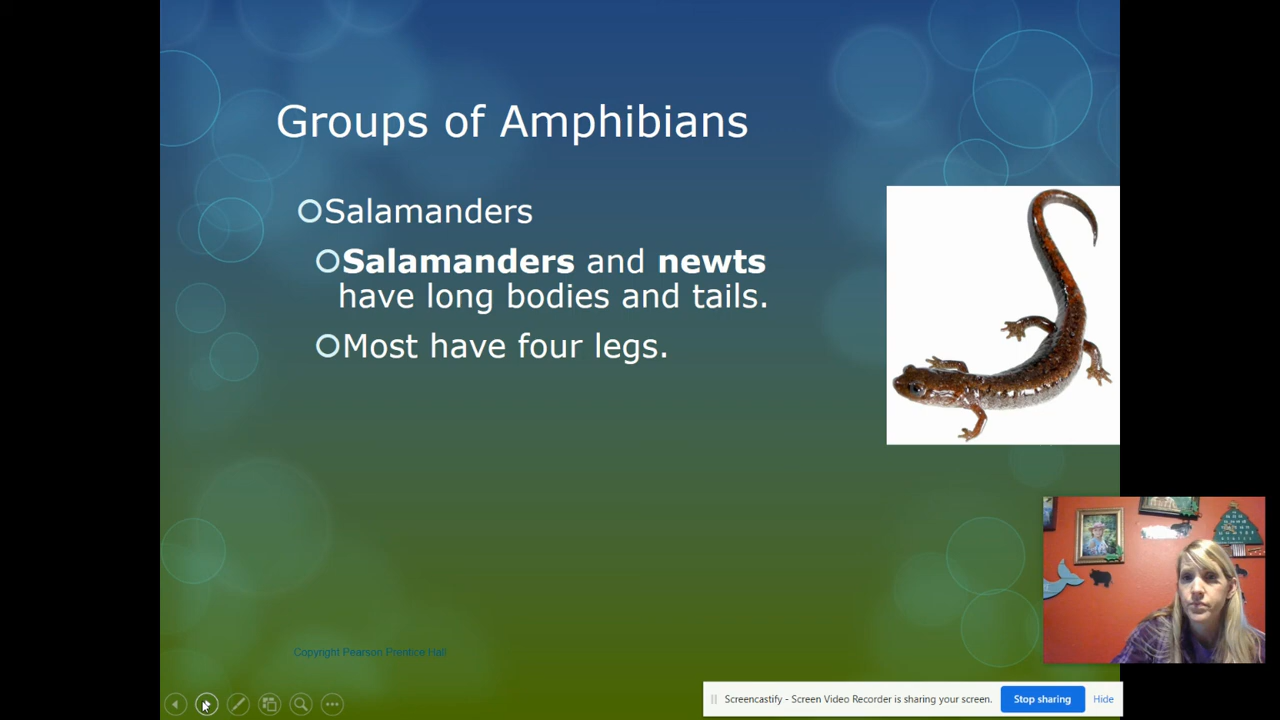 Groups of Amphibians
Salamanders
Salamanders and newts
have long bodies and tails.
Most have four legs.
Copyright Pearson Prentice Hall
Screencastify - Screen Video Recorder is sharing your screen.
Stop sharing
Hide